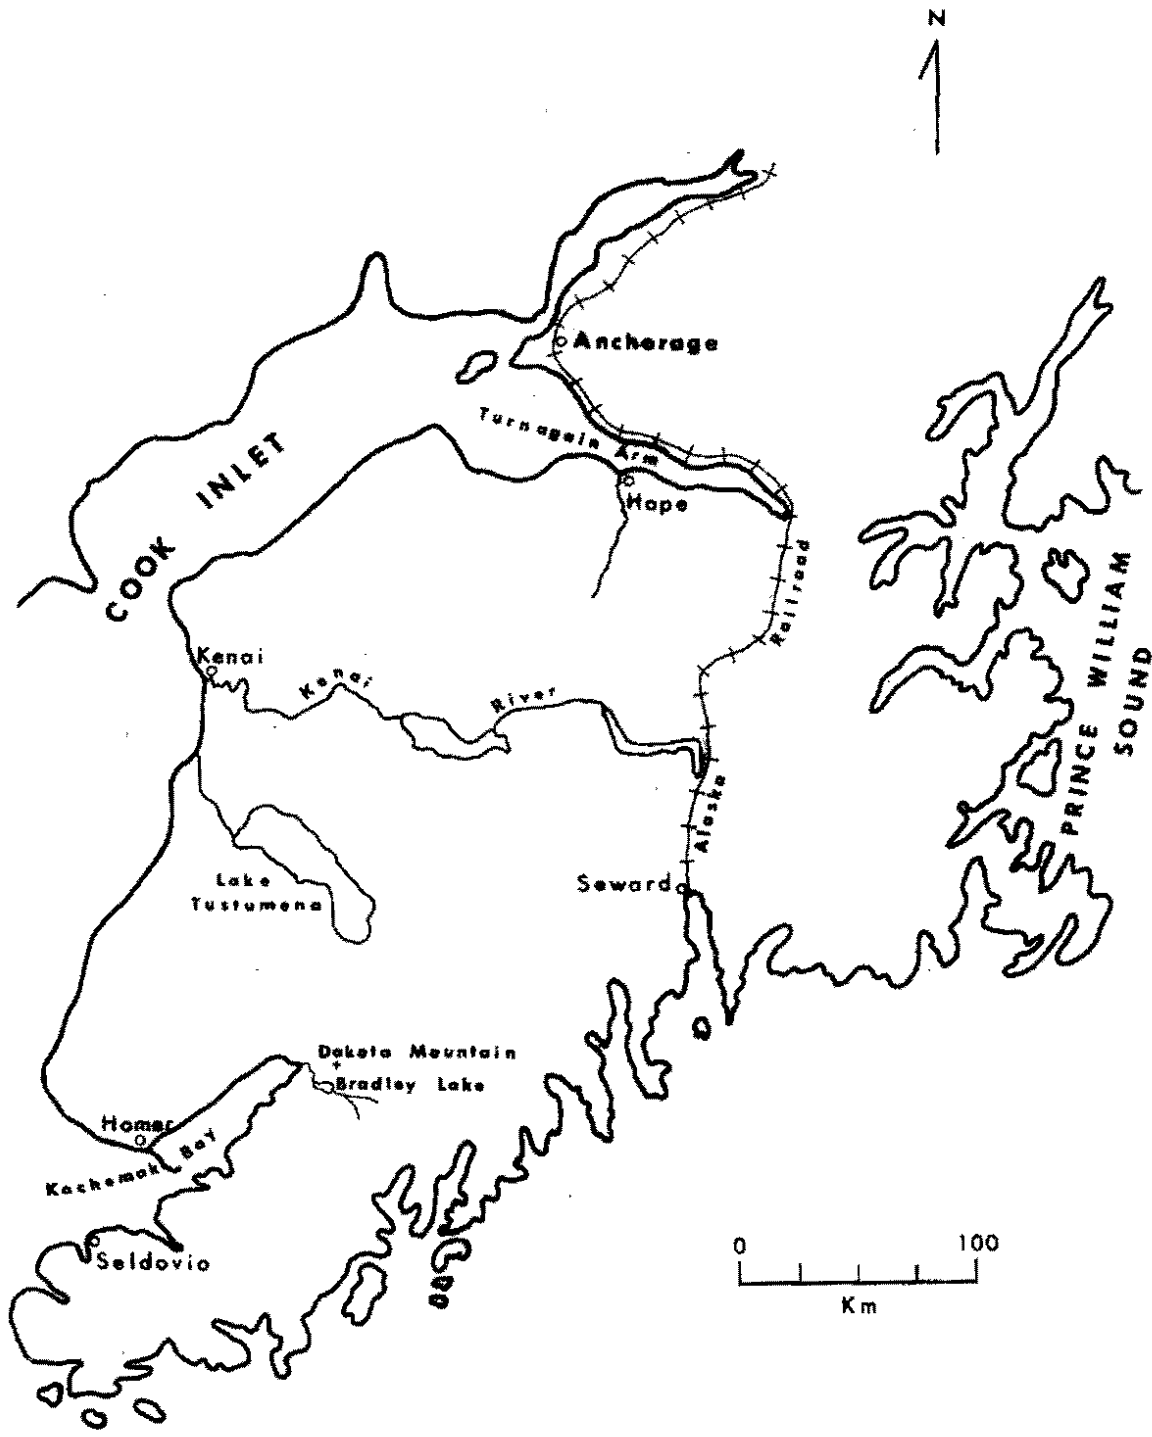 N
Anchorage
Turnagain Arm
COOK INLET
Hope
Railroad
Kenai
Kenai River
PRINCE WILLIAM
SOUND
Alaska
Seward
Lake
Tustumena
Dakota Mountain
Bradley Lake
Homer
Kachemak Bay
Seldovio
0 100
Km